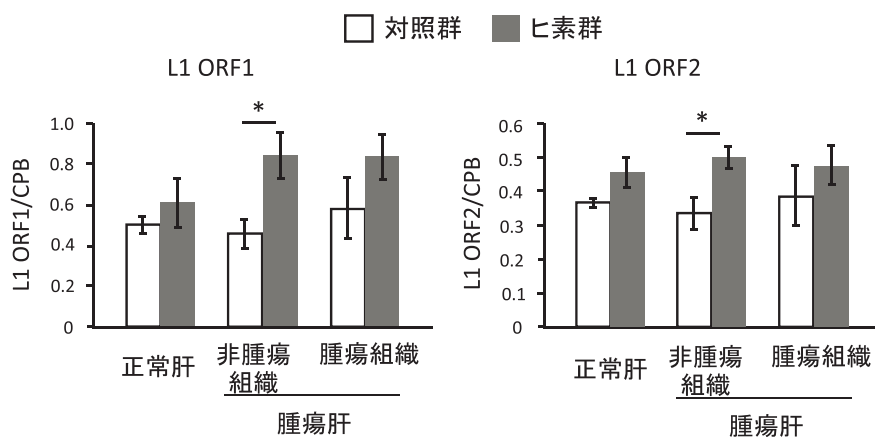 対照群 ヒ素群
L1 ORF1
L1 ORF1/CPB
1.0
0.8
0.6
0.4
0.2
0
*
正常肝
非腫瘍
組織
腫瘍組織
腫瘍肝
L1 ORF2
L1 ORF2/CPB
0.6
0.5
0.4
0.3
0.2
0.1
0
*
正常肝
非腫瘍
組織
腫瘍組織
腫瘍肝